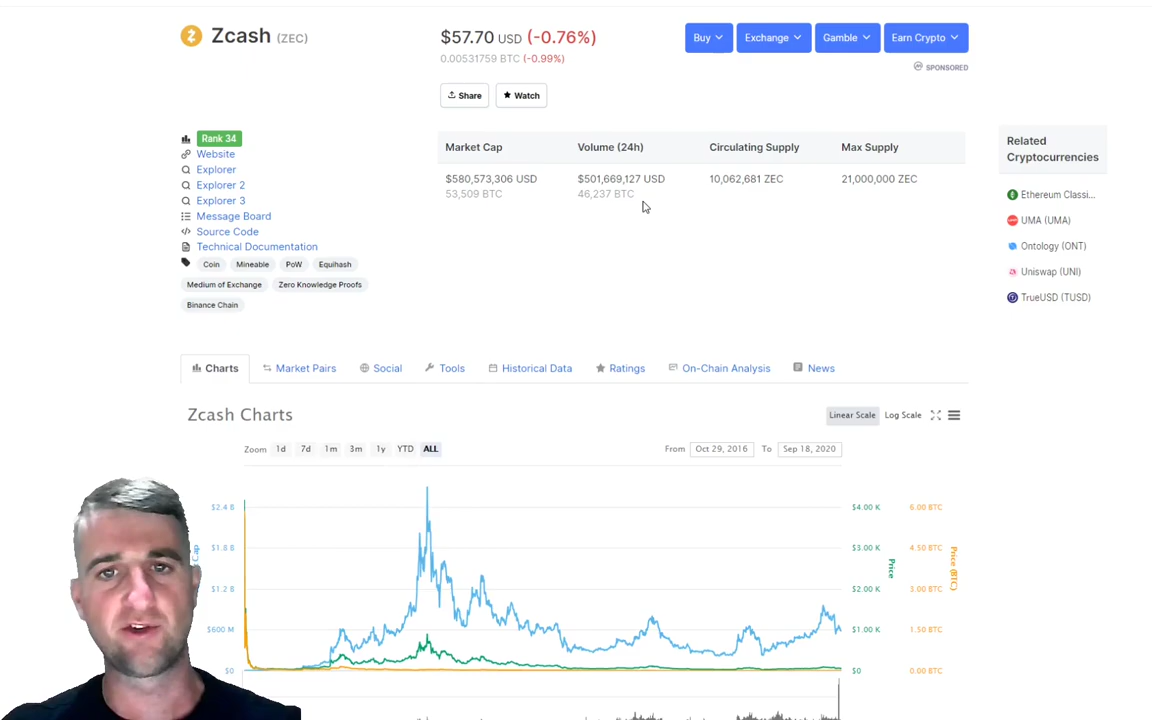 Zcash (ZEC)
$57.70 USD (-0.76%)
0.00531759 BTC (-0.99%)
Buy
Exchange
Gamble
Earn Crypto
SPONSORED
Share
Watch
Rank 34
Website
Explorer
Explorer 2
Explorer 3
Message Board
Source Code
Technical Documentation
Coin
Mineable
PoW
Equihash
Medium of Exchange
Zero Knowledge Proofs
Binance Chain
Market Cap
Volume (24h)
Circulating Supply
Max Supply
$580,573,306 USD
$501,669,127 USD
10,062,681 ZEC
21,000,000 ZEC
53,509 BTC
46,237 BTC
Related
Cryptocurrencies
Ethereum Classi...
UMA (UMA)
Ontology (ONT)
Uniswap (UNI)
TrueUSD (TUSD)
Charts
Market Pairs
Social
Tools
Historical Data
Ratings
On-Chain Analysis
News
Zcash Charts
Linear Scale
Log Scale
Zoom 1d 7d 1m 3m 1y YTD ALL
From Oct 29, 2016 To Sep 18, 2020
$2.4 B
$1.8 B
$1.2 B
$600 M
$0
Cap
$4.00 K
$3.00 K
$2.00 K
$1.00 K
$0
Price
6.00 BTC
4.50 BTC
3.00 BTC
1.50 BTC
0.00 BTC
Price (BTC)